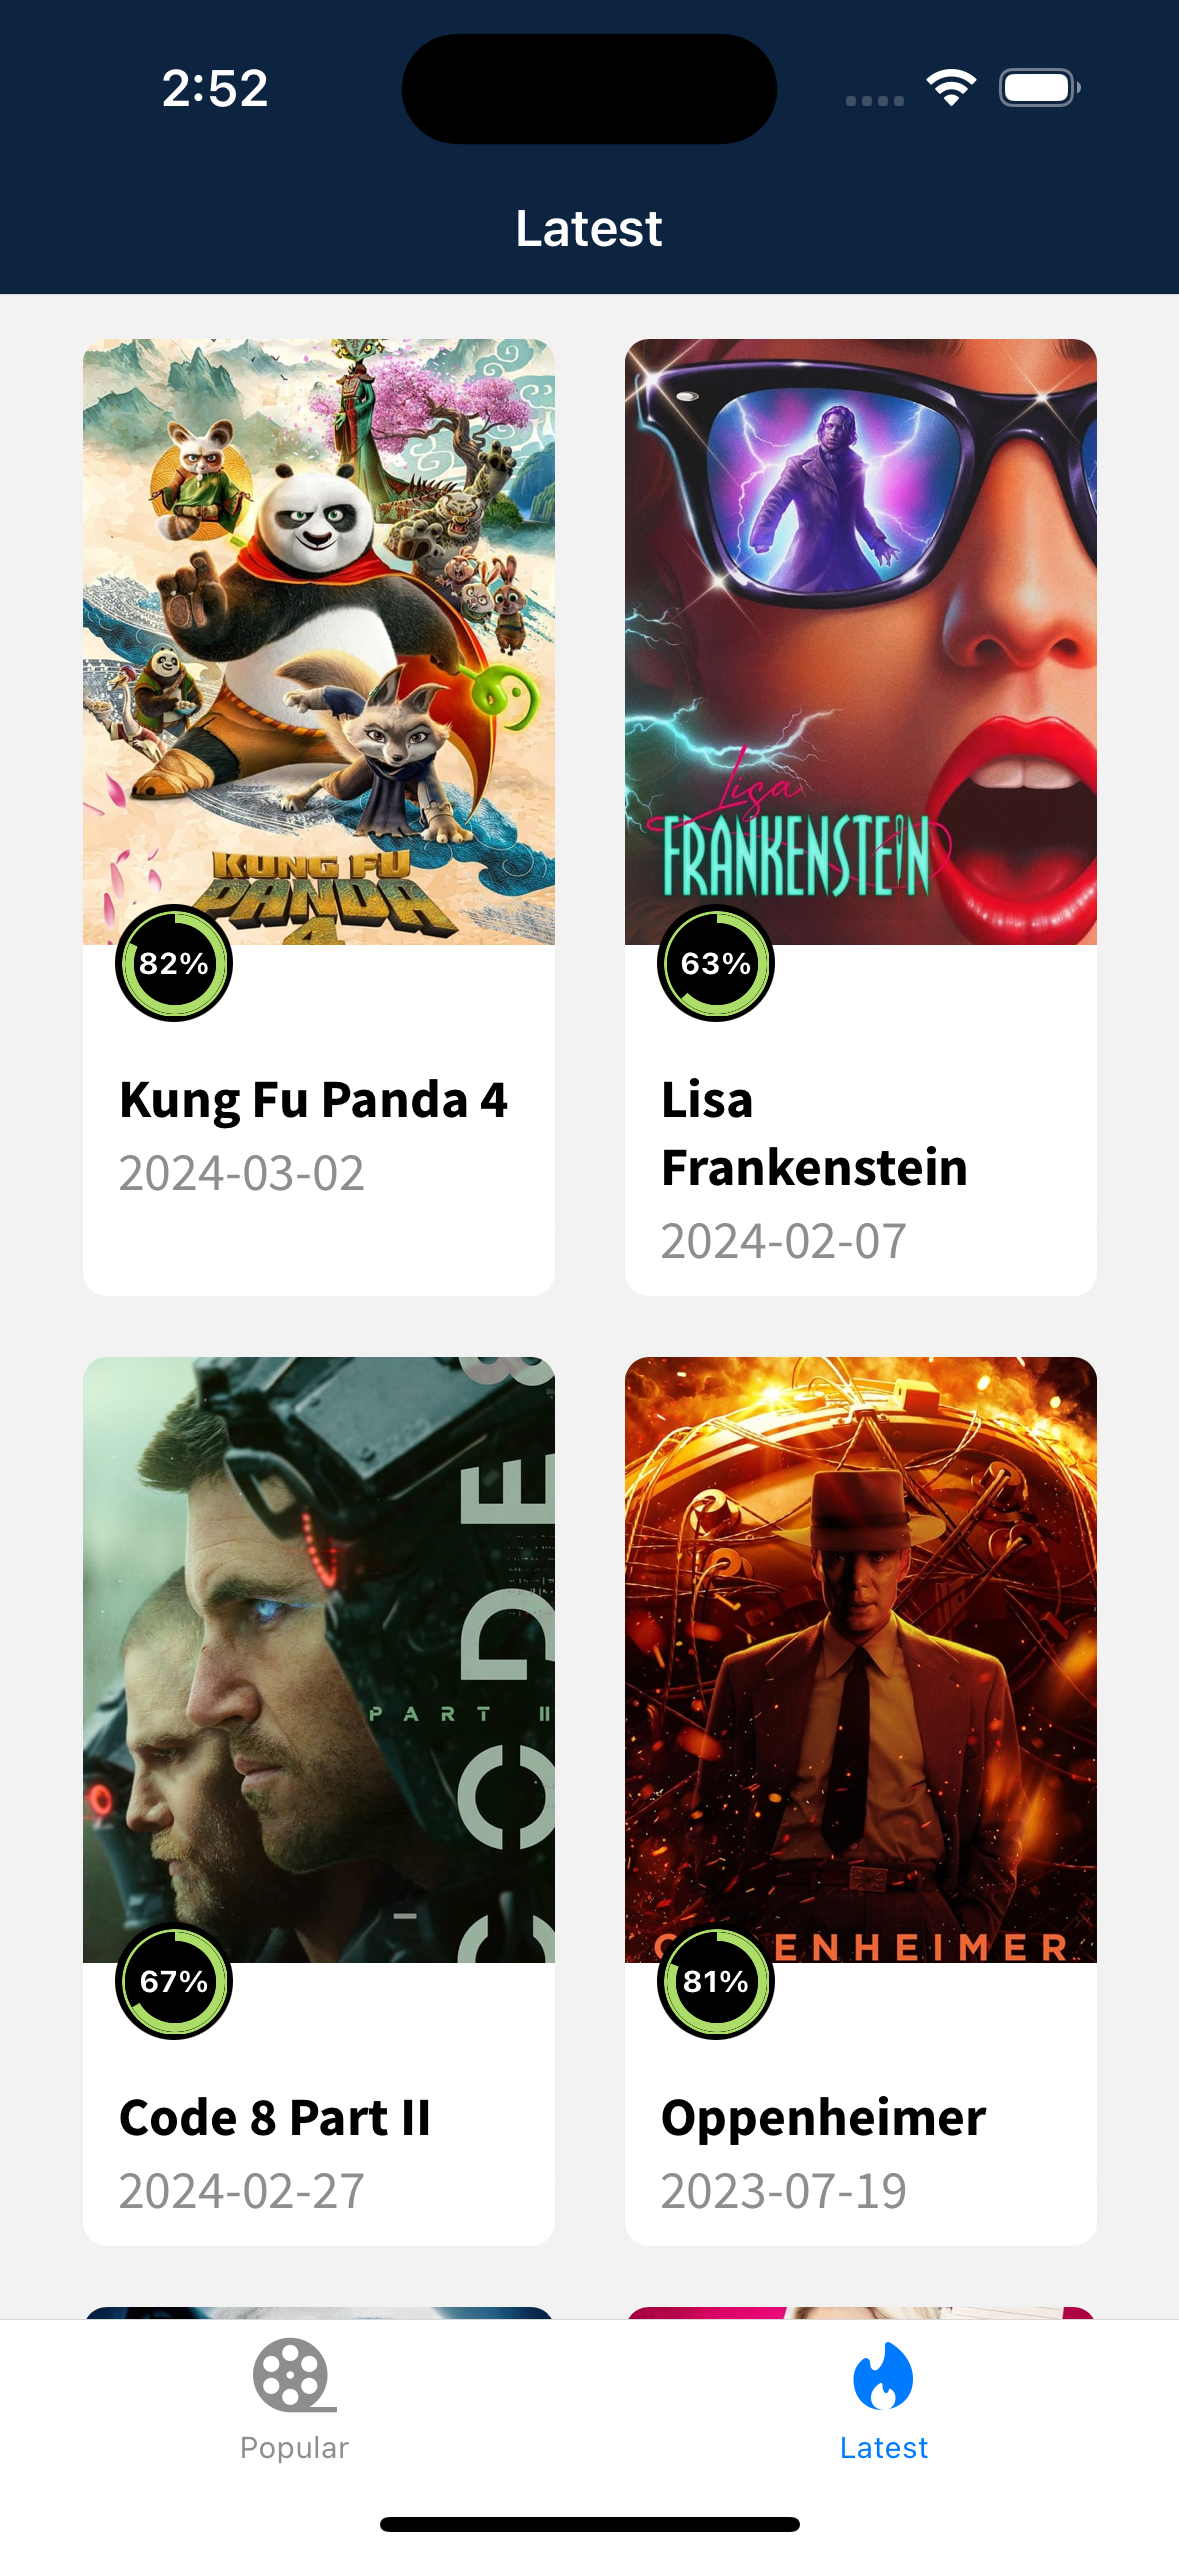 2:52
Latest
KUNG FU
PANDA
4
Lisa
FRANKENSTEIN
82%
63%
Kung Fu Panda 4
2024-03-02
Lisa
Frankenstein
2024-02-07
CODE 8
PART II
ENHEIMER
67%
81%
Code 8 Part II
2024-02-27
Oppenheimer
2023-07-19
Popular
Latest